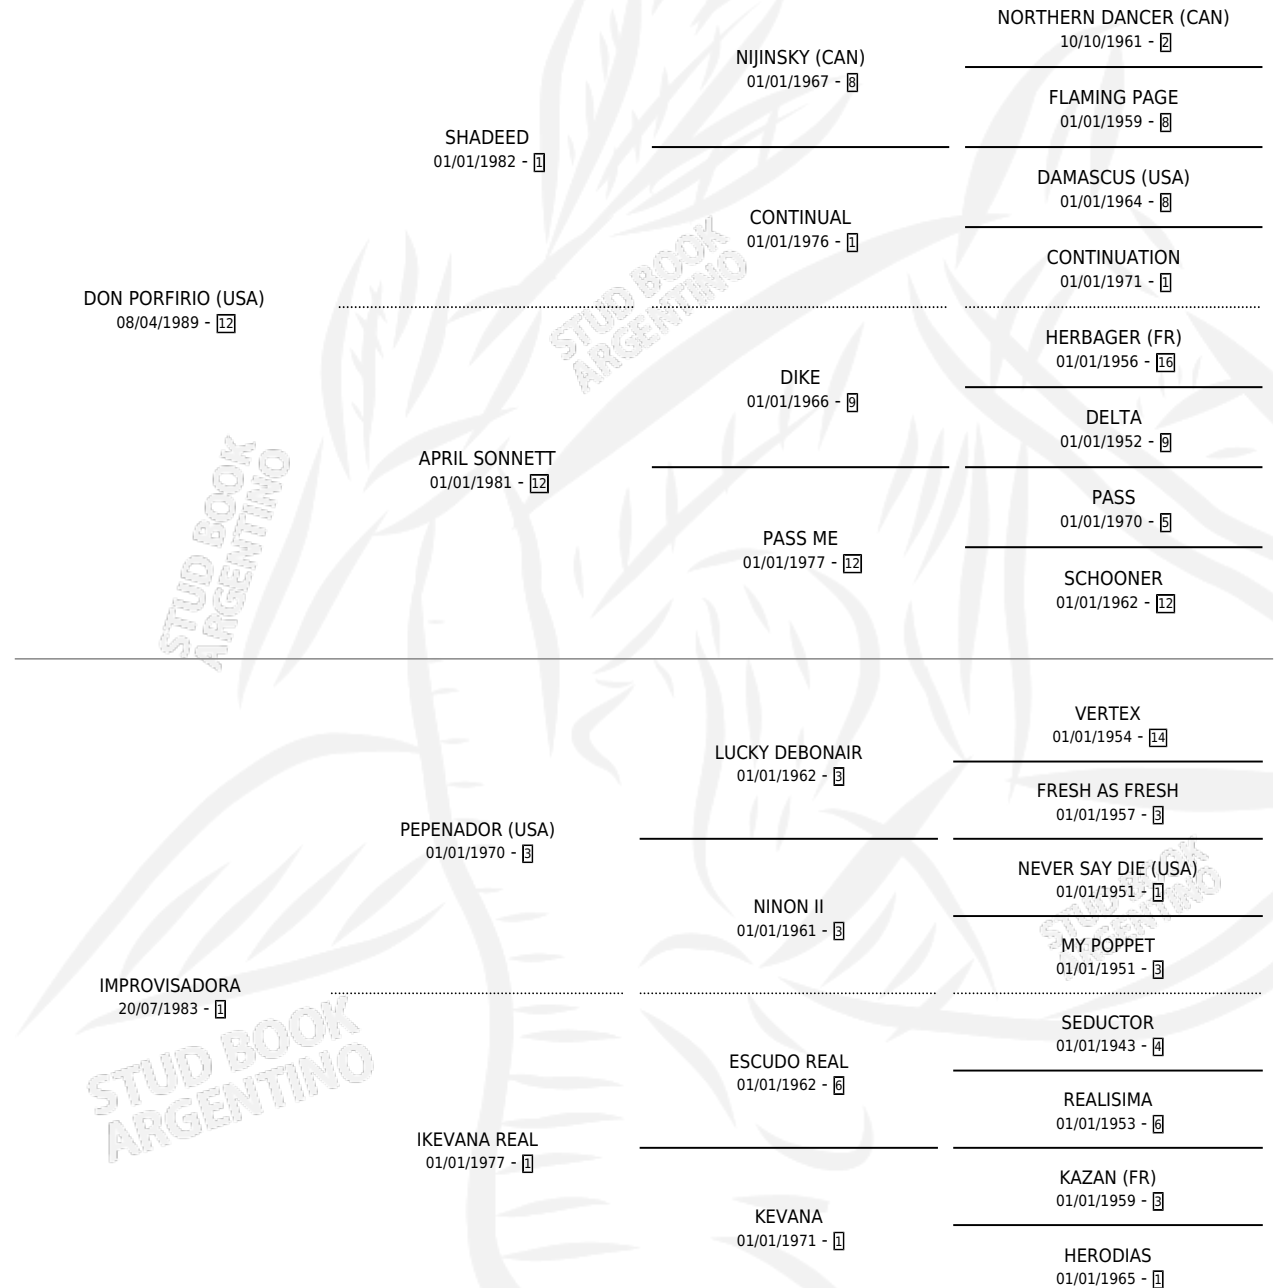 NORTHERN DANCER (CAN)
10/10/1961 - 2
NIJINSKY (CAN)
01/01/1967 - 8
FLAMING PAGE
01/01/1959 - 8
SHADEED
01/01/1982 - 1
DAMASCUS (USA)
01/01/1964 - 8
CONTINUAL
01/01/1976 - 1
CONTINUATION
01/01/1971 - 1
DON PORFIRIO (USA)
08/04/1989 - 12
HERBAGER (FR)
01/01/1956 - 16
DIKE
01/01/1966 - 9
DELTA
01/01/1952 - 9
APRIL SONNETT
01/01/1981 - 12
PASS
01/01/1970 - 5
PASS ME
01/01/1977 - 12
SCHOONER
01/01/1962 - 12
VERTEX
01/01/1954 - 14
LUCKY DEBONAIR
01/01/1962 - 3
FRESH AS FRESH
01/01/1957 - 3
PEPENADOR (USA)
01/01/1970 - 3
NEVER SAY DIE (USA)
01/01/1951 - 1
NINON II
01/01/1961 - 3
MY POPPET
01/01/1951 - 3
IMPROVISADORA
20/07/1983 - 1
SEDUCTOR
01/01/1943 - 4
ESCUDO REAL
01/01/1962 - 6
REALISIMA
01/01/1953 - 6
IKEVANA REAL
01/01/1977 - 1
KAZAN (FR)
01/01/1959 - 3
KEVANA
01/01/1971 - 1
HERODIAS
01/01/1965 - 1
STUD BOOK
ARGENTINO
STUD BOOK
ARGENTINO
STUD BOOK
ARGENTINO
STUD BOOK
ARGENTINO